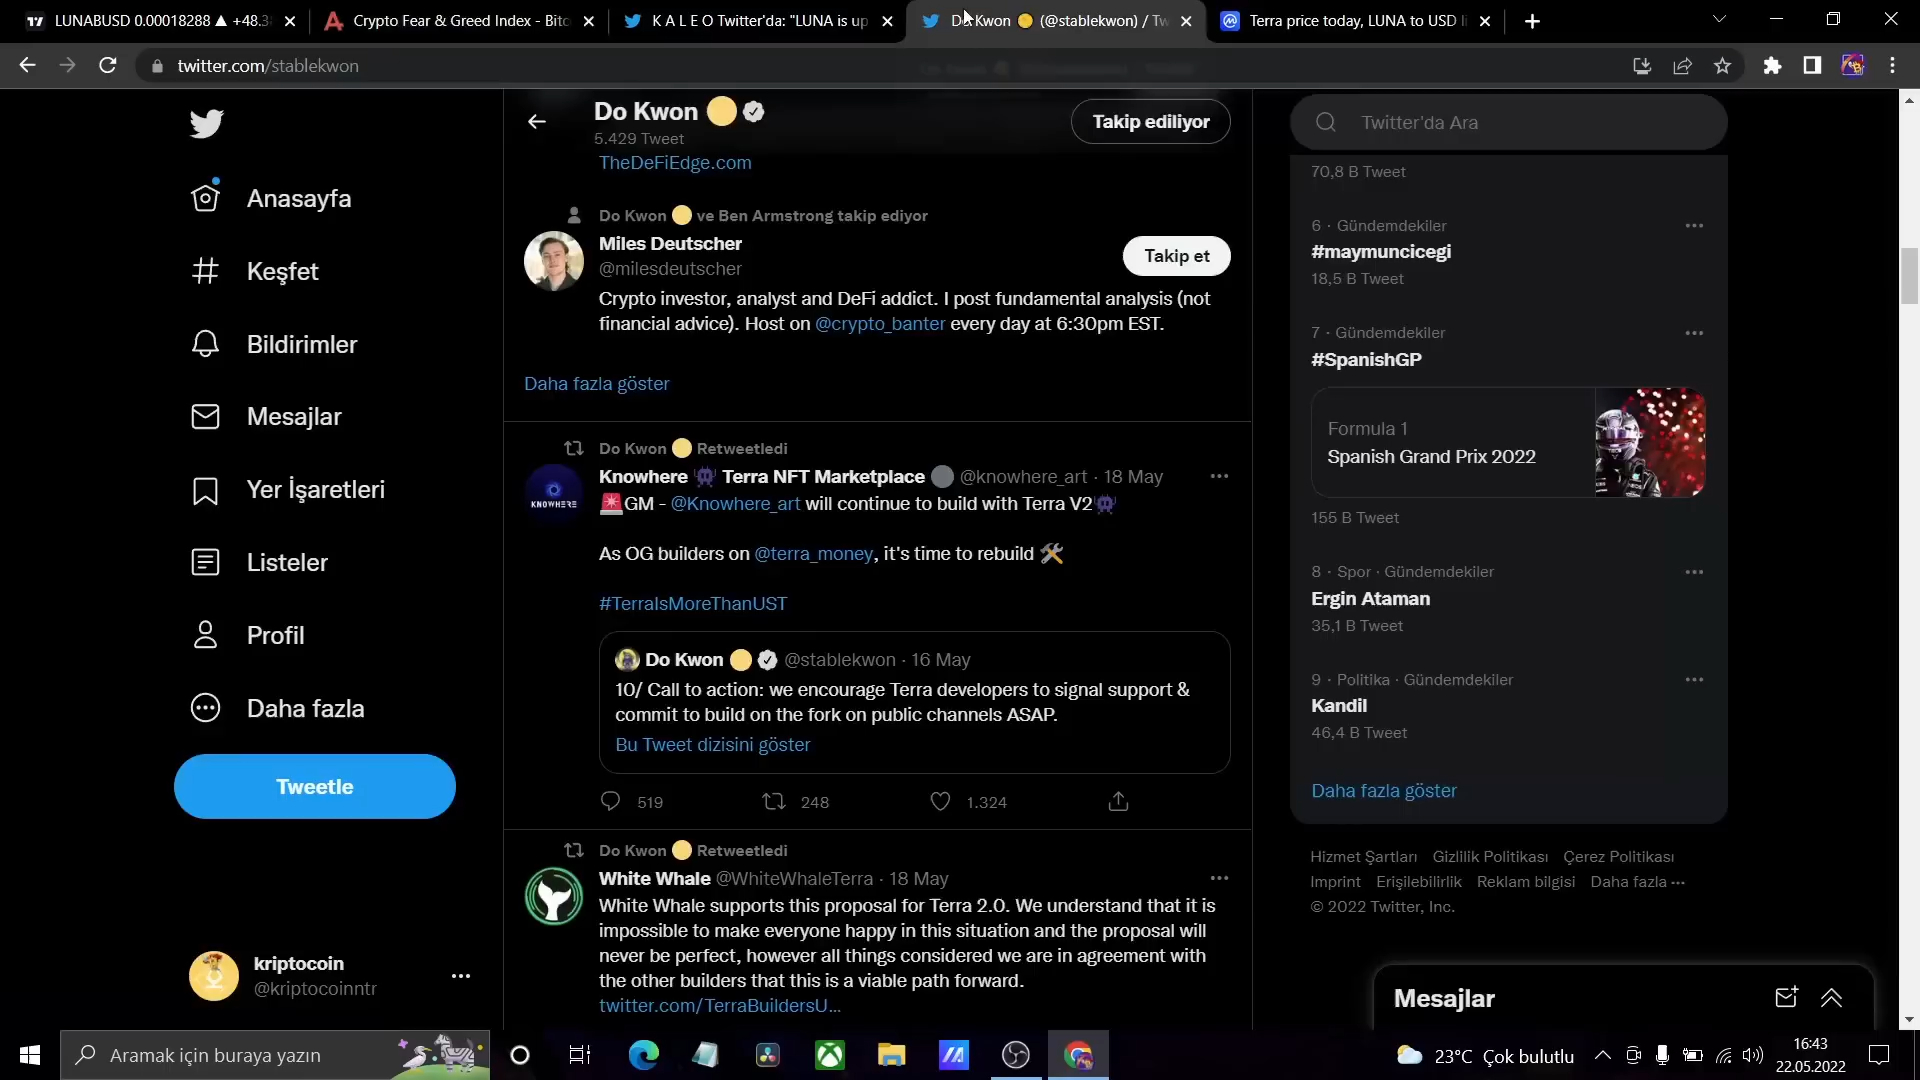 LUNABUSD 0.00018288 ▲ +48.3
Crypto Fear & Greed Index - Bitc
K A L E O Twitter'da: "LUNA is up
Do Kwon 🟡 (@stablekwon) / Tw
Terra price today, LUNA to USD li
twitter.com/stablekwon
Do Kwon 🟡
5.429 Tweet
Takip ediliyor
TheDeFiEdge.com
Do Kwon 🟡 ve Ben Armstrong takip ediyor
Miles Deutscher
@milesdeutscher
Takip et
Crypto investor, analyst and DeFi addict. I post fundamental analysis (not
financial advice). Host on @crypto_banter every day at 6:30pm EST.
Daha fazla göster
Do Kwon 🟡 Retweetledi
Knowhere 👾 Terra NFT Marketplace 🌑 @knowhere_art · 18 May
KNOWHERE
🚨GM - @Knowhere_art will continue to build with Terra V2👾
As OG builders on @terra_money, it's time to rebuild 🛠️
#TerraIsMoreThanUST
Do Kwon 🟡 @stablekwon · 16 May
10/ Call to action: we encourage Terra developers to signal support &
commit to build on the fork on public channels ASAP.
Bu Tweet dizisini göster
519 248 1.324
Do Kwon 🟡 Retweetledi
White Whale @WhiteWhaleTerra · 18 May
White Whale supports this proposal for Terra 2.0. We understand that it is
impossible to make everyone happy in this situation and the proposal will
never be perfect, however all things considered we are in agreement with
the other builders that this is a viable path forward.
twitter.com/TerraBuildersU...
Anasayfa
Keşfet
Bildirimler
Mesajlar
Yer İşaretleri
Listeler
Profil
Daha fazla
Tweetle
kriptocoin
@kriptocoinntr
Twitter'da Ara
70,8 B Tweet
6 · Gündemdekiler
#maymuncicegi
18,5 B Tweet
7 · Gündemdekiler
#SpanishGP
Formula 1
Spanish Grand Prix 2022
155 B Tweet
8 · Spor · Gündemdekiler
Ergin Ataman
35,1 B Tweet
9 · Politika · Gündemdekiler
Kandil
46,4 B Tweet
Daha fazla göster
Hizmet Şartları Gizlilik Politikası Çerez Politikası
Imprint Erişilebilirlik Reklam bilgisi Daha fazla ···
© 2022 Twitter, Inc.
Mesajlar
Aramak için buraya yazın
23°C Çok bulutlu
16:43
22.05.2022